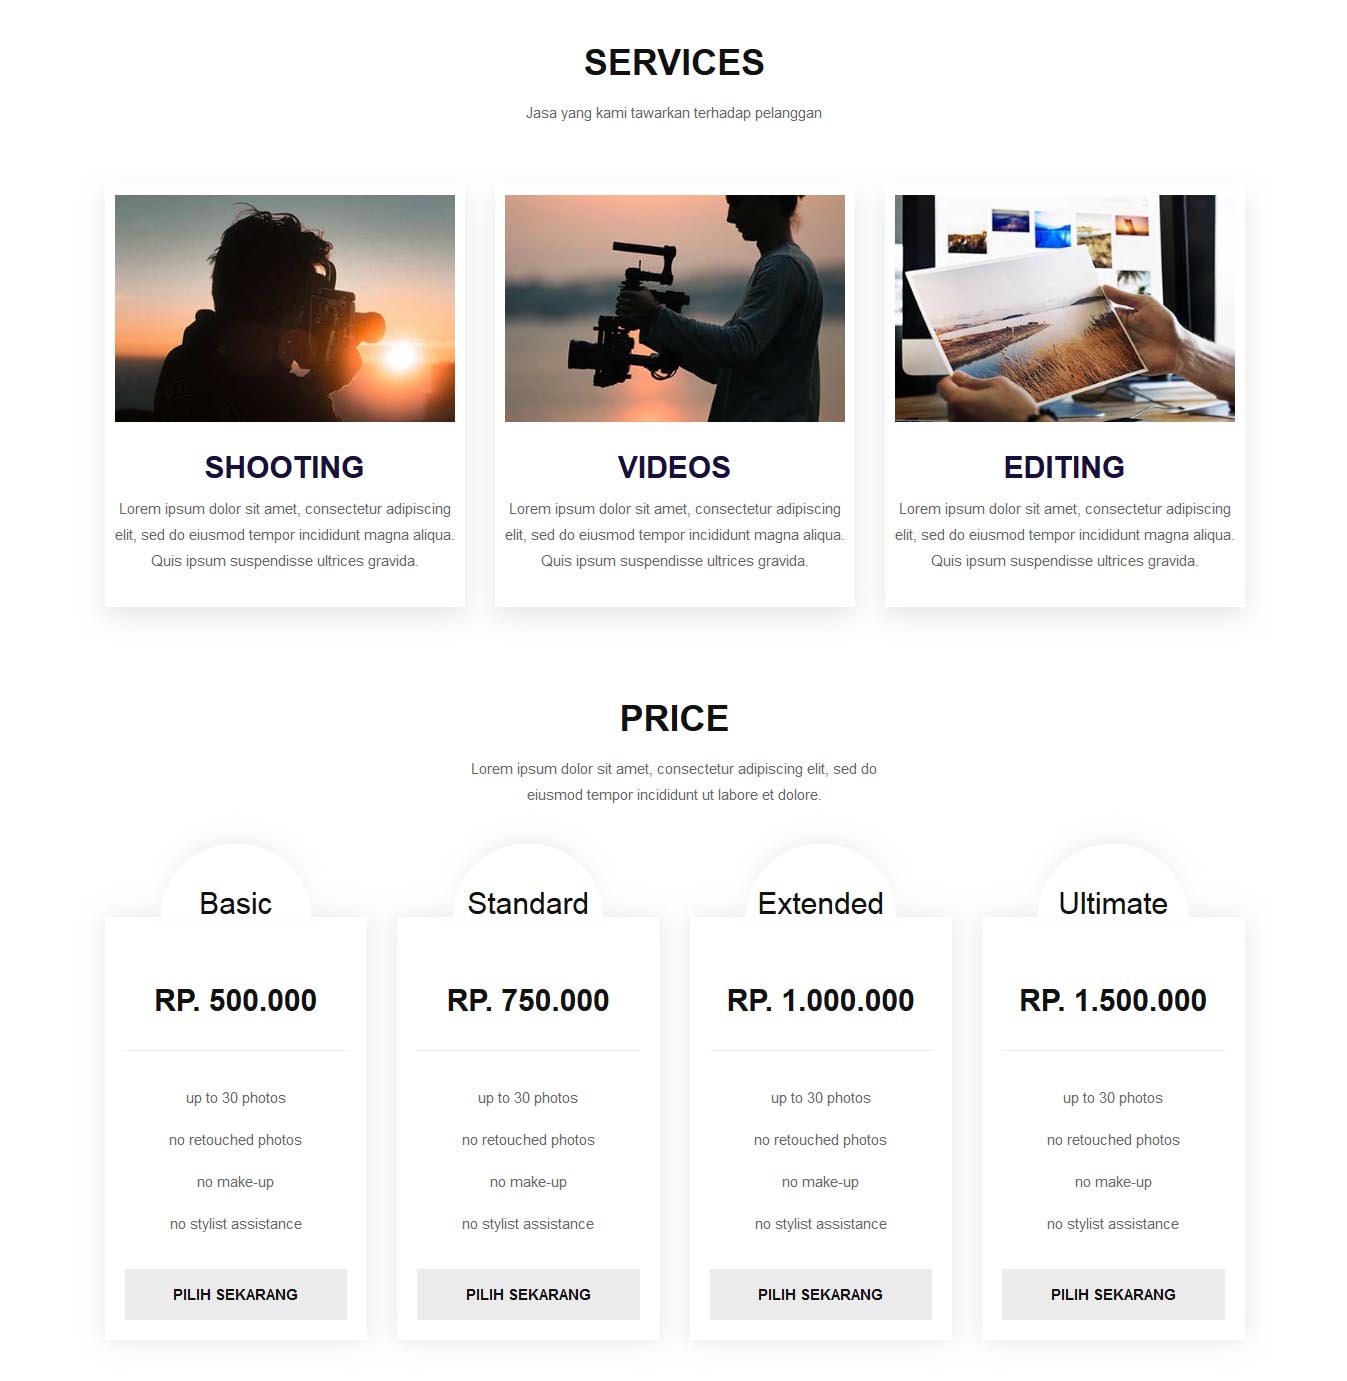 SERVICES
Jasa yang kami tawarkan terhadap pelanggan
SHOOTING
Lorem ipsum dolor sit amet, consectetur adipiscing
elit, sed do eiusmod tempor incididunt magna aliqua.
Quis ipsum suspendisse ultrices gravida.
VIDEOS
Lorem ipsum dolor sit amet, consectetur adipiscing
elit, sed do eiusmod tempor incididunt magna aliqua.
Quis ipsum suspendisse ultrices gravida.
EDITING
Lorem ipsum dolor sit amet, consectetur adipiscing
elit, sed do eiusmod tempor incididunt magna aliqua.
Quis ipsum suspendisse ultrices gravida.
PRICE
Lorem ipsum dolor sit amet, consectetur adipiscing elit, sed do
eiusmod tempor incididunt ut labore et dolore.
Basic
RP. 500.000
up to 30 photos
no retouched photos
no make-up
no stylist assistance
PILIH SEKARANG
Standard
RP. 750.000
up to 30 photos
no retouched photos
no make-up
no stylist assistance
PILIH SEKARANG
Extended
RP. 1.000.000
up to 30 photos
no retouched photos
no make-up
no stylist assistance
PILIH SEKARANG
Ultimate
RP. 1.500.000
up to 30 photos
no retouched photos
no make-up
no stylist assistance
PILIH SEKARANG